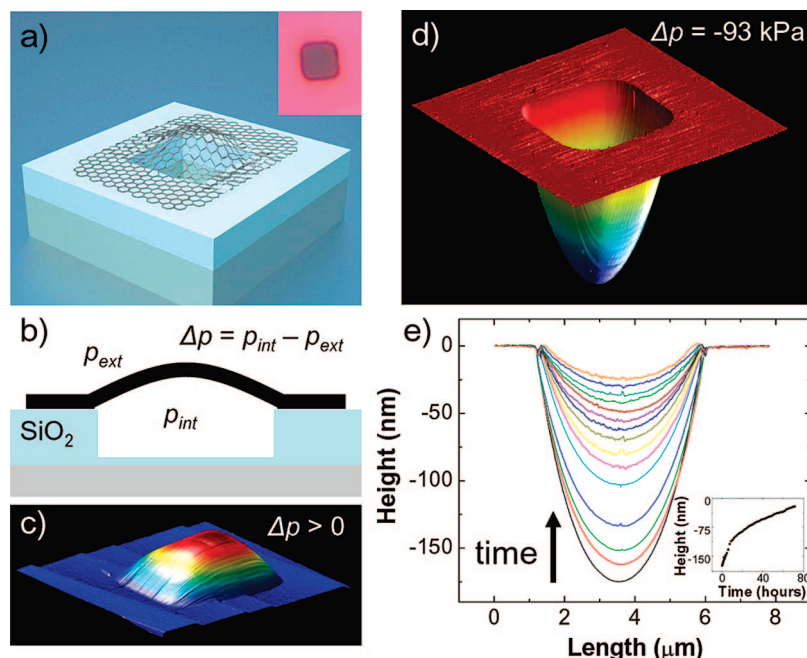 a)
b)
Δp = p_int – p_ext
p_ext
p_int
SiO₂
c)
Δp > 0
d)
Δp = -93 kPa
e)
0
-50
-100
-150
Height (nm)
time
0
2
4
6
8
Length (μm)
0
-75
-150
Height (nm)
0
40
80
Time (hours)